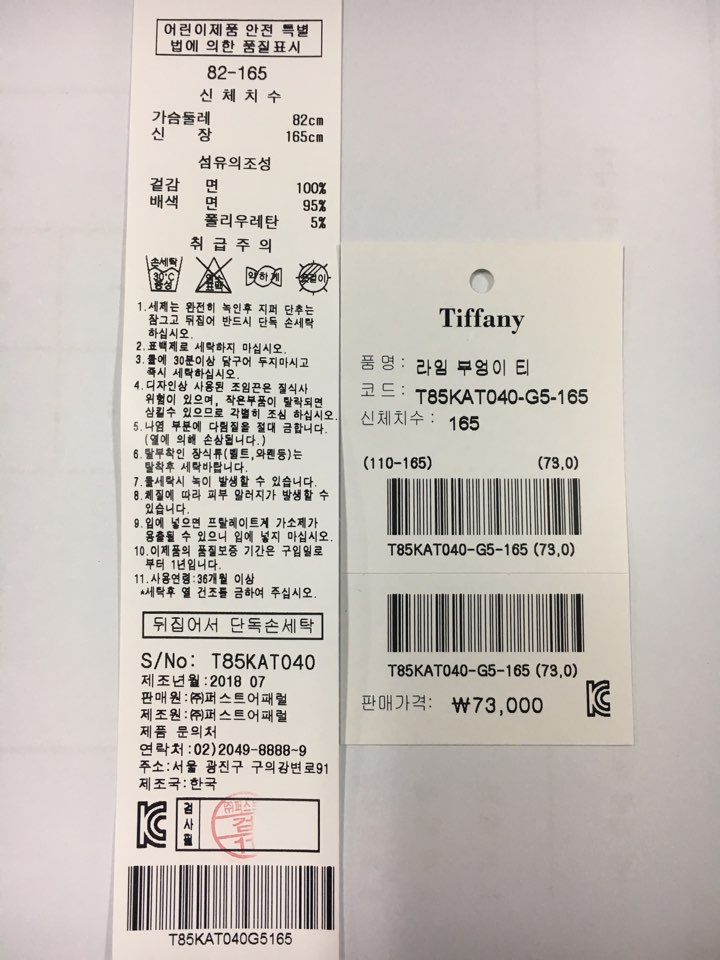 어린이제품 안전 특별
법에 의한 품질표시
82-165
신 체 치 수
가슴둘레 82cm
신 장 165cm
섬유의조성
겉감 면 100%
배색 면 95%
폴리우레탄 5%
취 급 주 의
손세탁 30℃ 중성
염소 표백
약하게
옷걸이
1.세제는 완전히 녹인후 지퍼 단추는
잠그고 뒤집어 반드시 단독 손세탁
하십시오.
2.표백제로 세탁하지 마십시오.
3.물에 30분이상 담구어 두지마시고
즉시 세탁하십시오.
4.디자인상 사용된 조임끈은 질식사
위험이 있으며, 작은부품이 탈락되면
삼킬수 있으므로 각별히 조심 하십시오.
5.나염 부분에 다림질을 절대 금합니다.
(열에 의해 손상됩니다.)
6.탈부착인 장식류(벨트,와펜등)는
탈착후 세탁바랍니다.
7.물세탁시 녹이 발생할 수 있습니다.
8.체질에 따라 피부 알러지가 발생할 수
있습니다.
9.입에 넣으면 프탈레이트계 가소제가
용출될 수 있으니 입에 넣지 마십시오.
10.이제품의 품질보증 기간은 구입일로
부터 1년입니다.
11.사용연령:36개월 이상
*세탁후 열 건조를 금하여 주십시오.
뒤집어서 단독손세탁
S/No: T85KAT040
제조년월:2018 07
판매원:㈜퍼스트어패럴
제조원:㈜퍼스트어패럴
제품 문의처
연락처:02)2049-8888~9
주소:서울 광진구 구의강변로91
제조국:한국
검사필
T85KAT040G5165
Tiffany
품 명: 라임 부엉이 티
코 드: T85KAT040-G5-165
신체치수: 165
(110-165) (73,0)
T85KAT040-G5-165 (73,0)
T85KAT040-G5-165 (73,0)
판매가격: ₩73,000